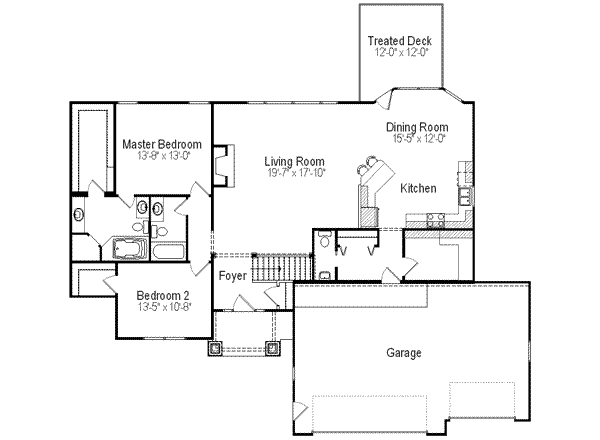 Treated Deck
12'-0" x 12'-0"
Dining Room
15'-5" x 12'-0"
Master Bedroom
13'-8" x 13'-0"
Living Room
19'-7" x 17'-10"
Kitchen
Foyer
Bedroom 2
13'-5" x 10'-8"
Garage